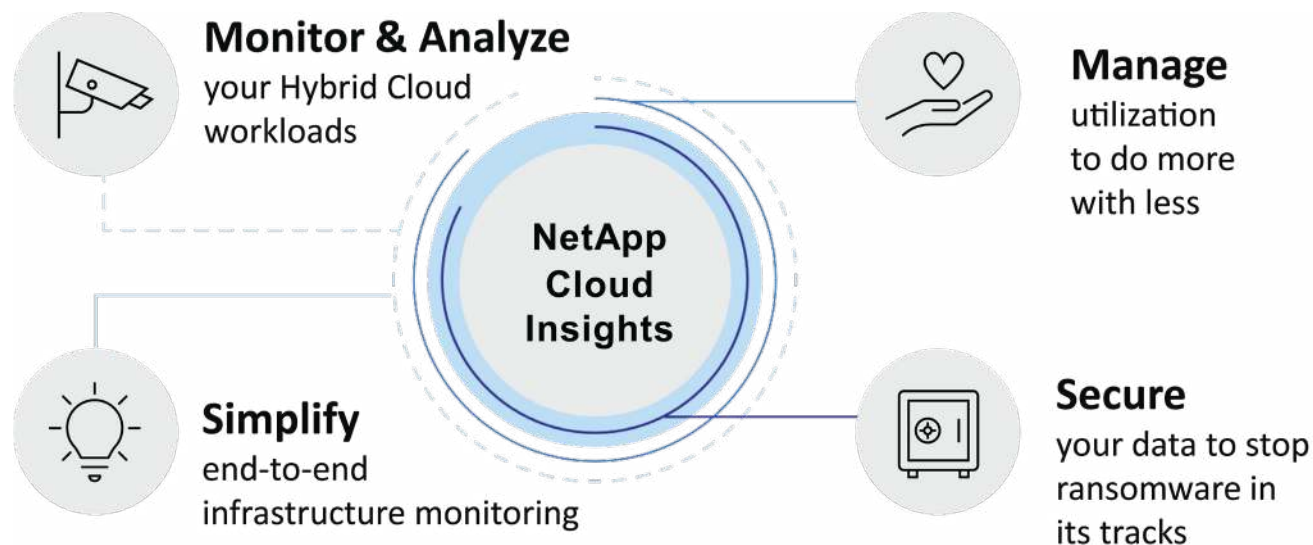 Monitor & Analyze
your Hybrid Cloud
workloads
Manage
utilization
to do more
with less
NetApp
Cloud
Insights
Simplify
end-to-end
infrastructure monitoring
Secure
your data to stop
ransomware in
its tracks